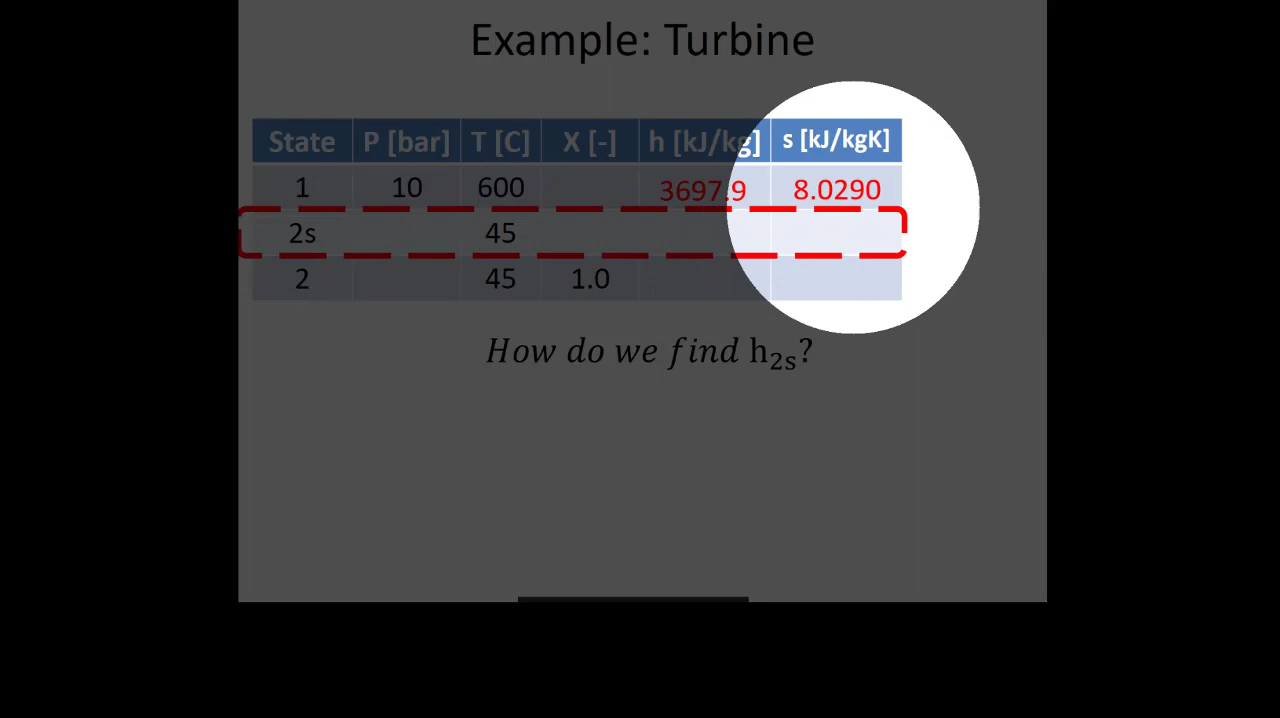 Example: Turbine
State P [bar] T [C] X [-] h [kJ/kg] s [kJ/kgK]
1 10 600 3697.9 8.0290
2s 45
2 45 1.0
How do we find h₂ₛ?